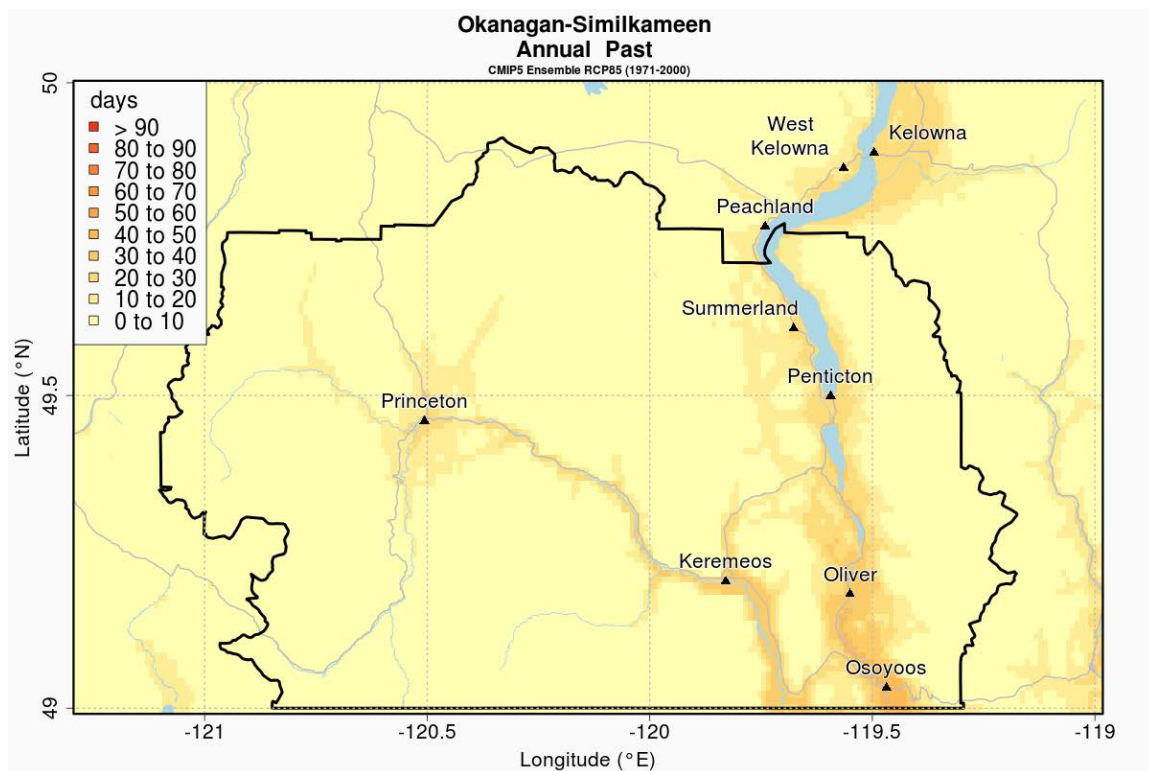 Okanagan-Similkameen
Annual Past
CMIP5 Ensemble RCP85 (1971-2000)
50
days
> 90
80 to 90
70 to 80
60 to 70
50 to 60
40 to 50
30 to 40
20 to 30
10 to 20
0 to 10
West
Kelowna
Kelowna
Peachland
Summerland
Penticton
Princeton
Keremeos
Oliver
Osoyoos
Latitude (°N)
49.5
49
-121
-120.5
-120
-119.5
-119
Longitude (°E)